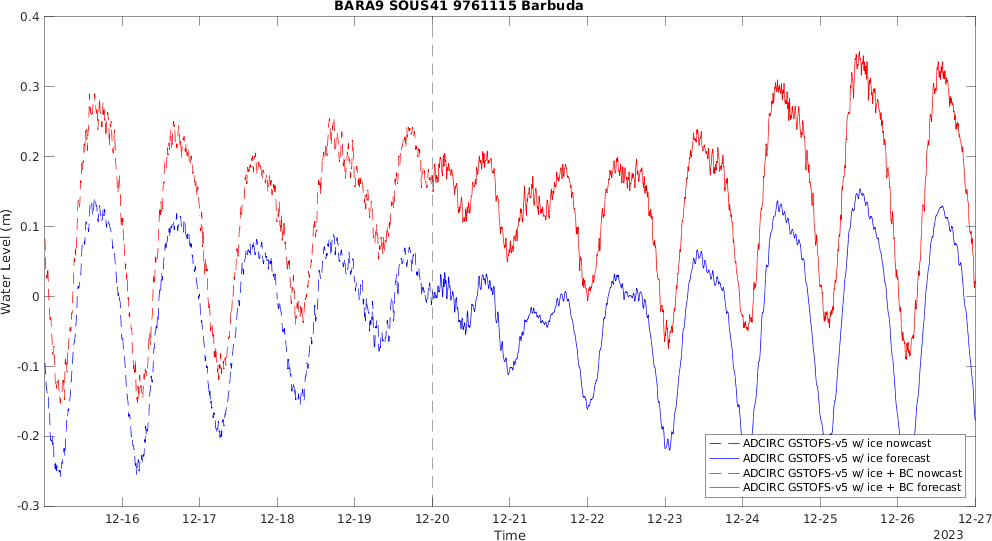 BARA9 SOUS41 9761115 Barbuda
0.4
0.3
0.2
0.1
0
-0.1
-0.2
-0.3
Water Level (m)
12-16 12-17 12-18 12-19 12-20 12-21 12-22 12-23 12-24 12-25 12-26 12-27
Time
2023
ADCIRC GSTOFS-v5 w/ ice nowcast
ADCIRC GSTOFS-v5 w/ ice forecast
ADCIRC GSTOFS-v5 w/ ice + BC nowcast
ADCIRC GSTOFS-v5 w/ ice + BC forecast